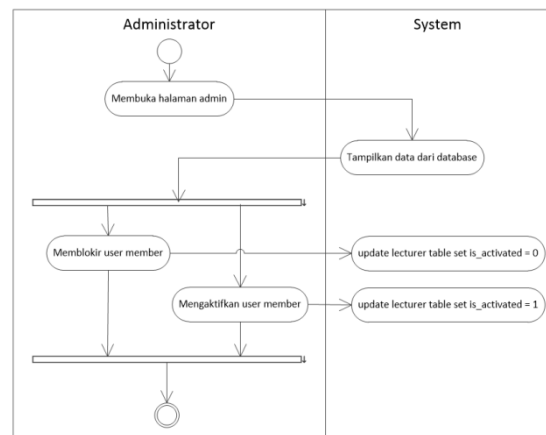 Administrator
System
Membuka halaman admin
Tampilkan data dari database
Memblokir user member
update lecturer table set is_activated = 0
Mengaktifkan user member
update lecturer table set is_activated = 1